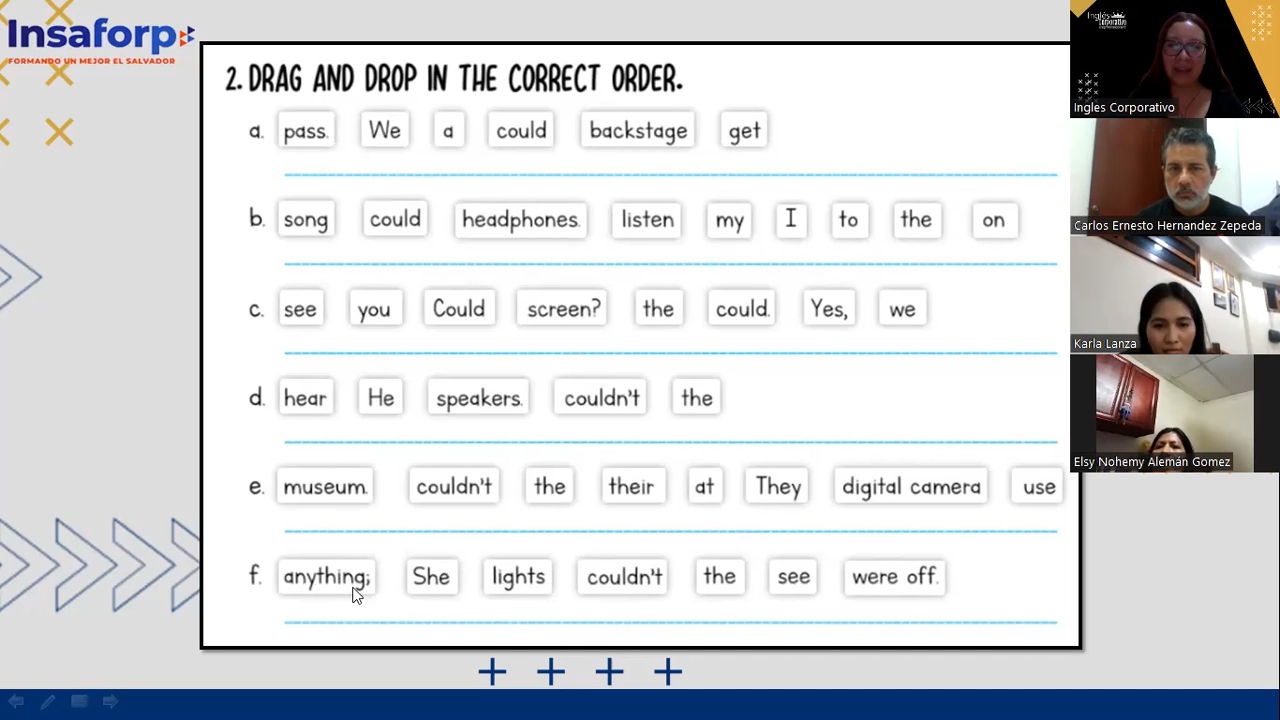 Insaforp
FORMANDO UN MEJOR EL SALVADOR
2. DRAG AND DROP IN THE CORRECT ORDER.
a. pass. We a could backstage get
b. song could headphones. listen my I to the on
c. see you Could screen? the could. Yes, we
d. hear He speakers. couldn't the
e. museum. couldn't the their at They digital camera use
f. anything; She lights couldn't the see were off.
Inglés
Corporativo
Ingles Corporativo
Carlos Ernesto Hernandez Zepeda
Karla Lanza
Elsy Nohemy Alemán Gomez